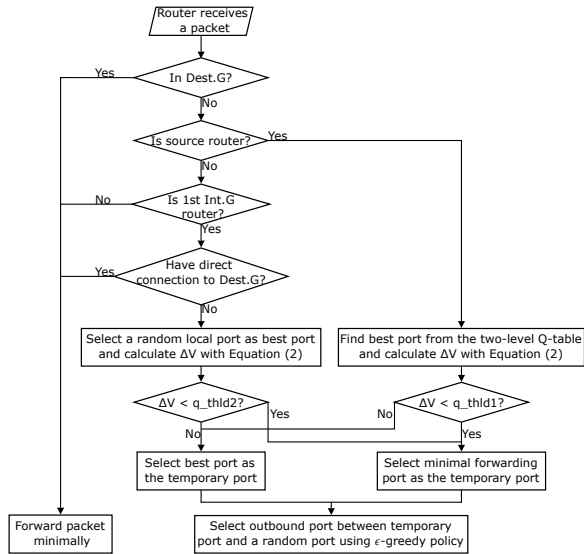 Router receives
a packet
Yes
In Dest.G?
No
Is source router?
Yes
No
No
Is 1st Int.G
router?
Yes
Have direct
connection to Dest.G?
Yes
No
Select a random local port as best port
and calculate ΔV with Equation (2)
Find best port from the two-level Q-table
and calculate ΔV with Equation (2)
ΔV < q_thld2?
Yes
No
ΔV < q_thld1?
No
Yes
Select best port as
the temporary port
Select minimal forwarding
port as the temporary port
Forward packet
minimally
Select outbound port between temporary
port and a random port using ϵ-greedy policy